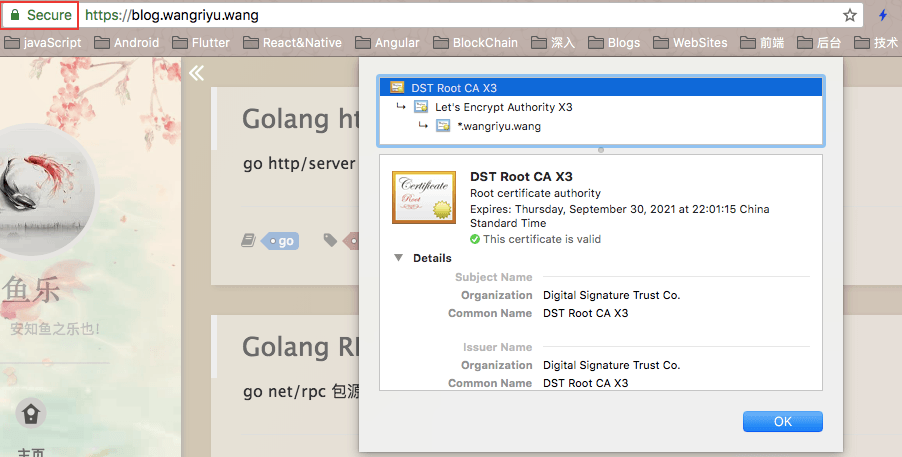 Secure https://blog.wangriyu.wang
javaScript Android Flutter React&Native Angular BlockChain 深入 Blogs WebSites 前端 后台 技术
DST Root CA X3
Let's Encrypt Authority X3
*.wangriyu.wang
Golang ht
go http/server
go
鱼乐
安知鱼之乐也!
主页
Golang R
go net/rpc 包源
Certificate
Root
DST Root CA X3
Root certificate authority
Expires: Thursday, September 30, 2021 at 22:01:15 China
Standard Time
This certificate is valid
Details
Subject Name
Organization Digital Signature Trust Co.
Common Name DST Root CA X3
Issuer Name
Organization Digital Signature Trust Co.
Common Name DST Root CA X3
OK